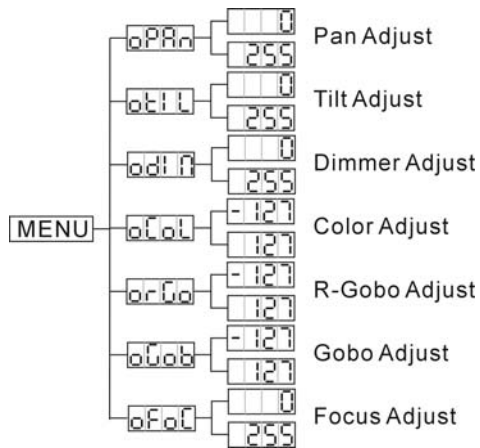 oPAn 0 Pan Adjust
255
otIL 0 Tilt Adjust
255
odIM 0 Dimmer Adjust
255
MENU oCoL -127 Color Adjust
127
orGo -127 R-Gobo Adjust
127
oGob -127 Gobo Adjust
127
oFoC 0 Focus Adjust
255